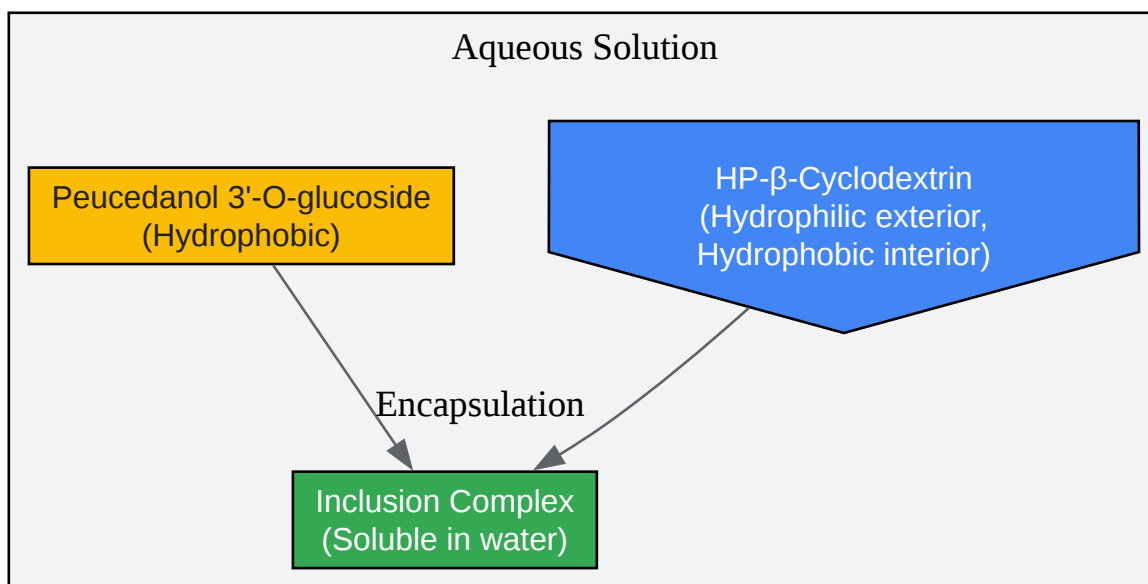 Aqueous Solution
Peucedanol 3'-O-glucoside
(Hydrophobic)
HP-β-Cyclodextrin
(Hydrophilic exterior,
Hydrophobic interior)
Encapsulation
Inclusion Complex
(Soluble in water)